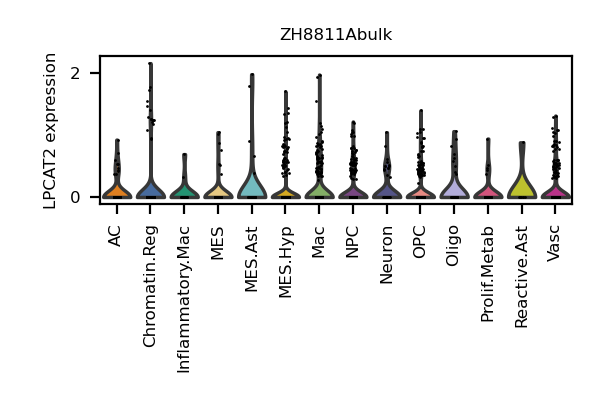 ZH8811Abulk
LPCAT2 expression
2
0
AC
Chromatin.Reg
Inflammatory.Mac
MES
MES.Ast
MES.Hyp
Mac
NPC
Neuron
OPC
Oligo
Prolif.Metab
Reactive.Ast
Vasc